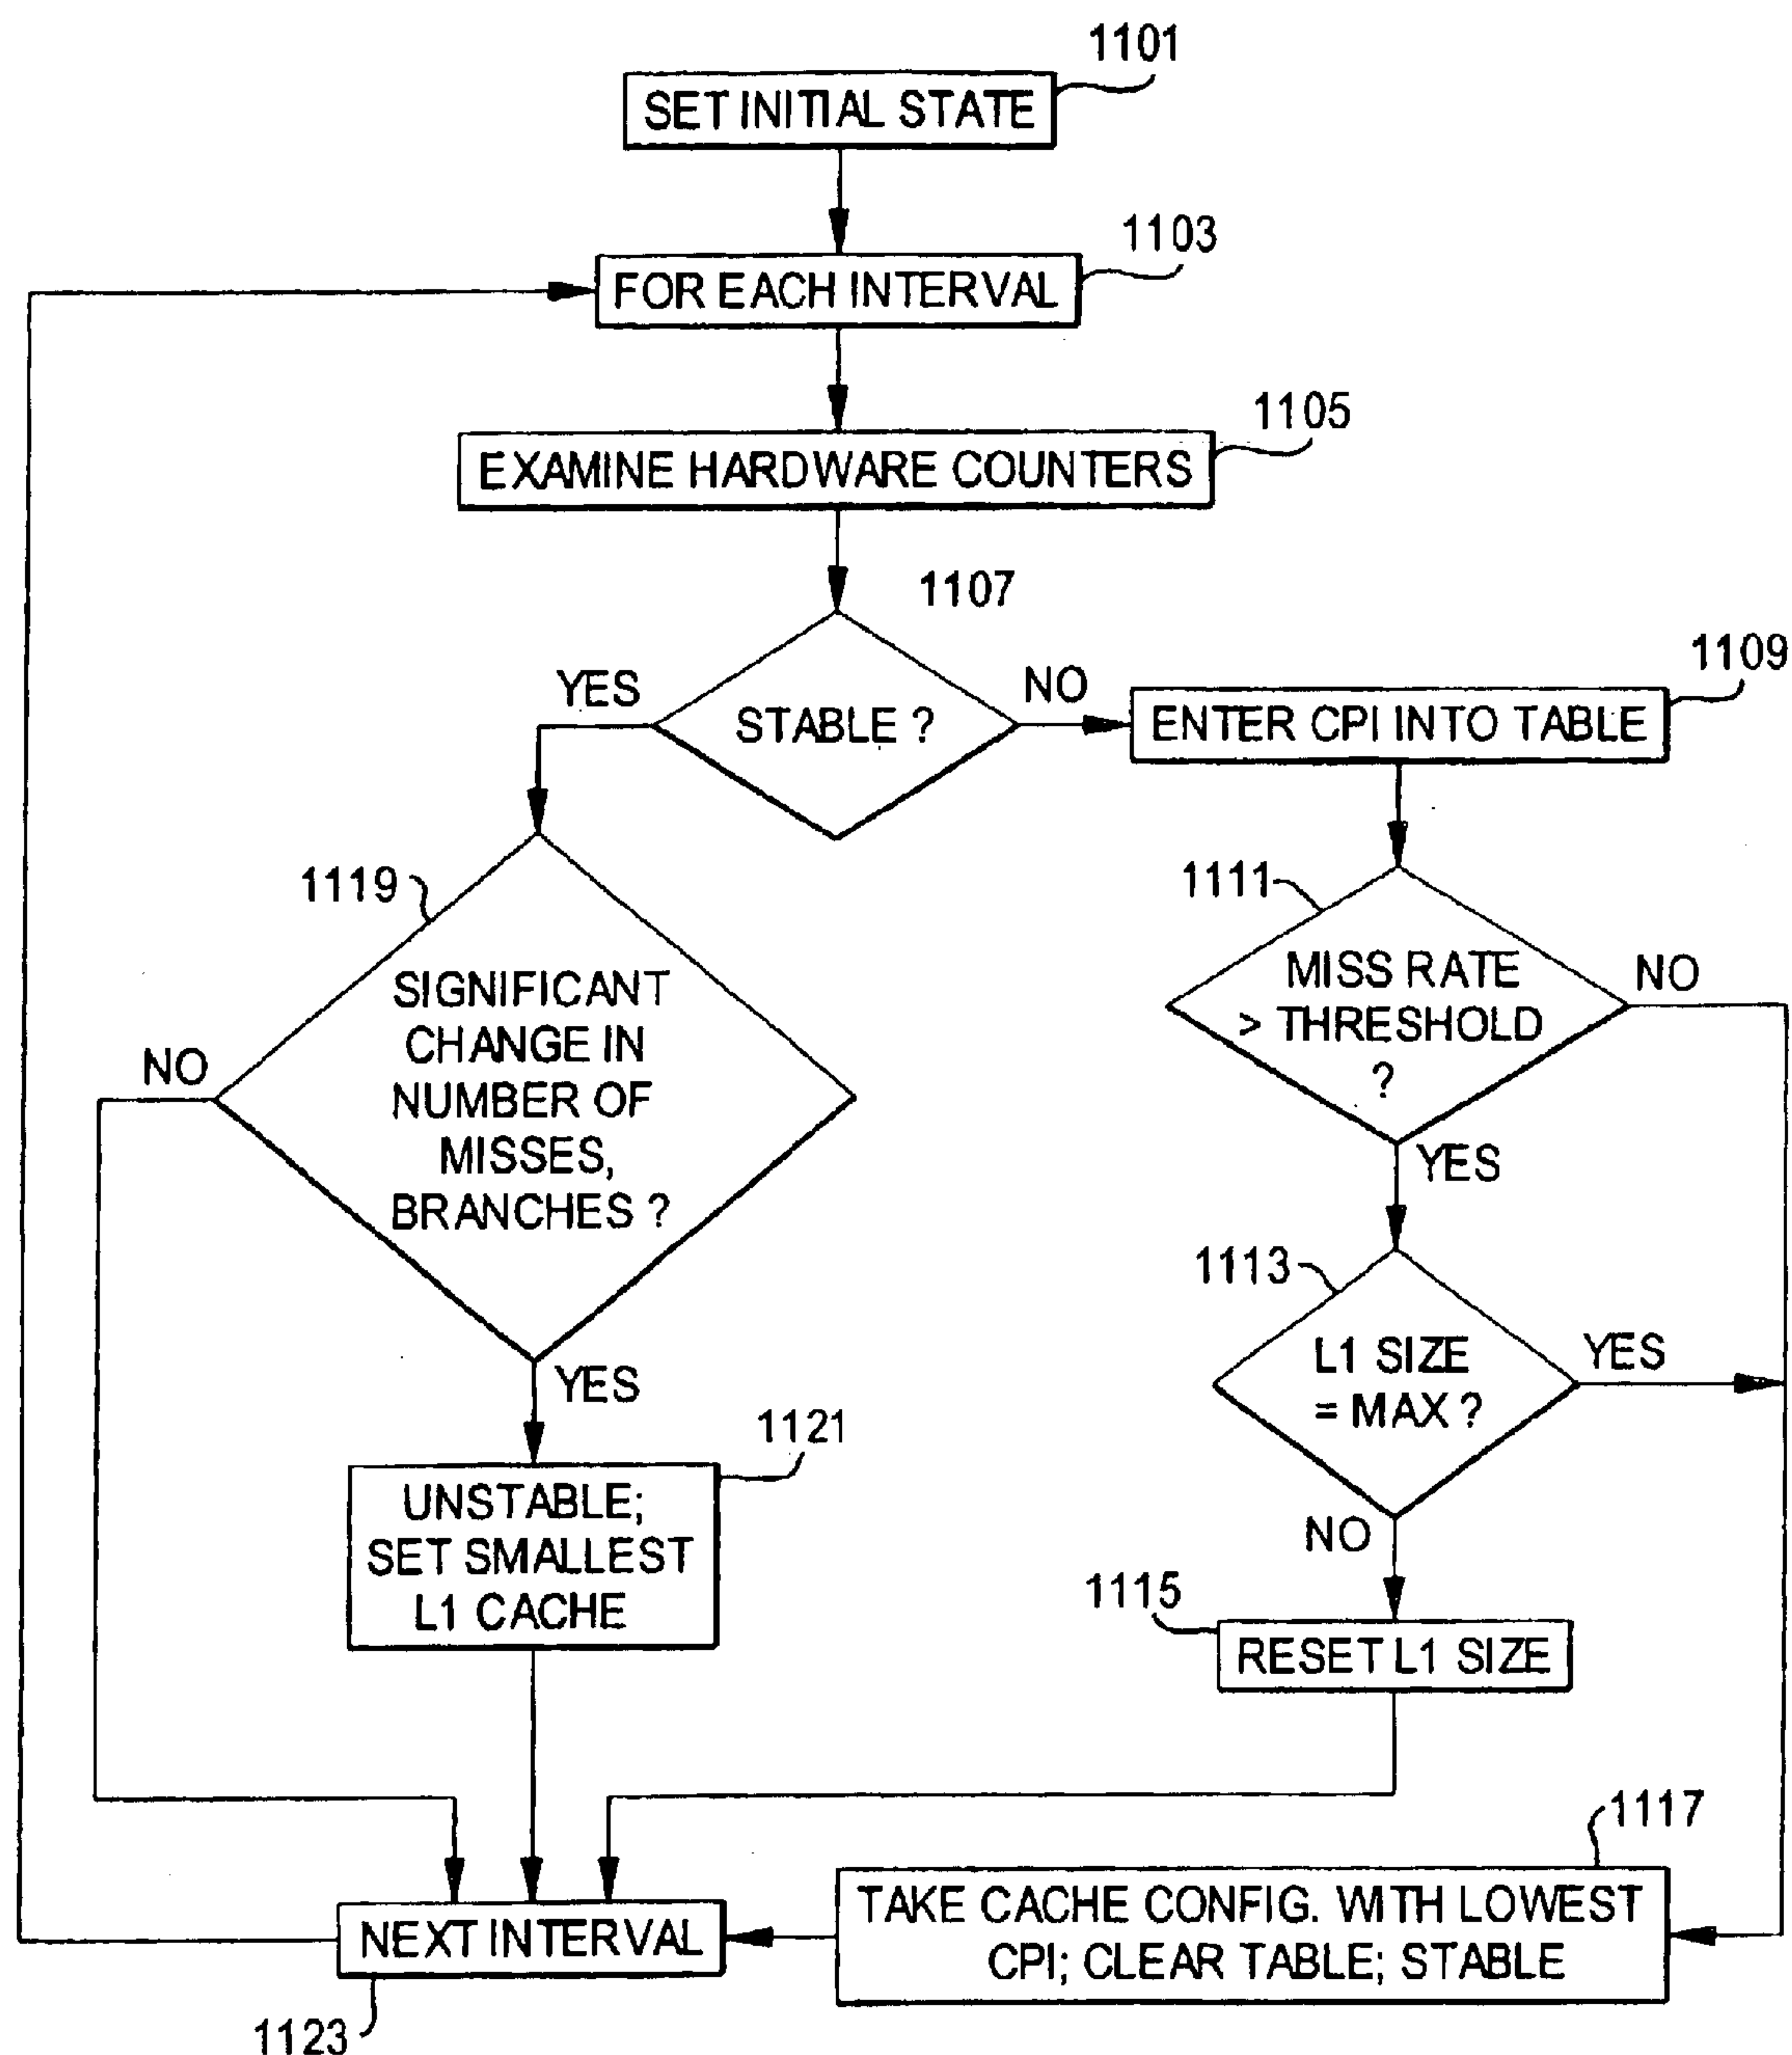 1101
SET INITIAL STATE
1103
FOR EACH INTERVAL
1105
EXAMINE HARDWARE COUNTERS
1107
YES
STABLE ?
NO
1109
ENTER CPI INTO TABLE
1119
SIGNIFICANT
CHANGE IN
NUMBER OF
MISSES,
BRANCHES ?
NO
YES
1111
MISS RATE
> THRESHOLD
?
NO
YES
1113
L1 SIZE
= MAX ?
YES
NO
1121
UNSTABLE;
SET SMALLEST
L1 CACHE
1115
RESET L1 SIZE
1117
TAKE CACHE CONFIG. WITH LOWEST
CPI; CLEAR TABLE; STABLE
NEXT INTERVAL
1123